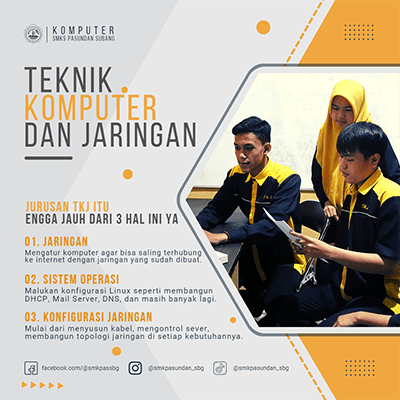 KOMPUTER
SMKS PASUNDAN SUBANG
TEKNIK
KOMPUTER
DAN JARINGAN
JURUSAN TKJ ITU
ENGGA JAUH DARI 3 HAL INI YA
01. JARINGAN
Mengatur komputer agar bisa saling terhubung
ke internet dengan jaringan yang sudah dibuat.
02. SISTEM OPERASI
Malukan konfigurasi Linux seperti membangun
DHCP, Mail Server, DNS, dan masih banyak lagi.
03. KONFIGURASI JARINGAN
Mulai dari menyusun kabel, mengontrol sever,
membangun topologi jaringan di setiap kebutuhannya.
facebook.com/@smkpassbg
@smkpasundan_sbg
@smkpasundan_sbg